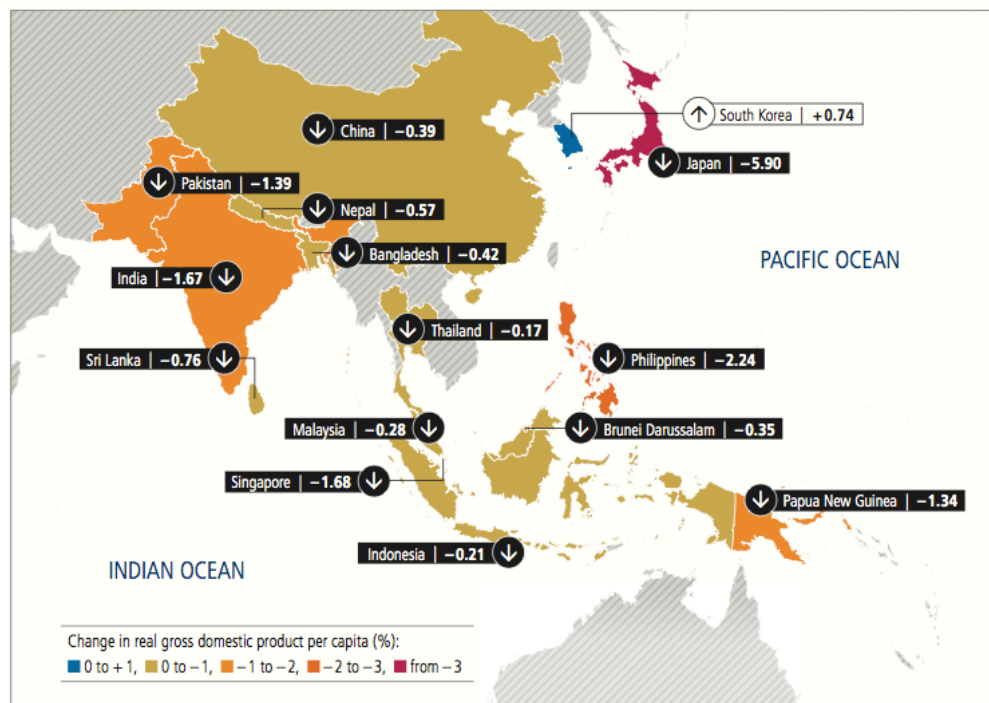 South Korea | +0.74
China | −0.39
Japan | −5.90
Pakistan | −1.39
Nepal | −0.57
Bangladesh | −0.42
PACIFIC OCEAN
India | −1.67
Thailand | −0.17
Sri Lanka | −0.76
Philippines | −2.24
Malaysia | −0.28
Brunei Darussalam | −0.35
Singapore | −1.68
Papua New Guinea | −1.34
Indonesia | −0.21
INDIAN OCEAN
Change in real gross domestic product per capita (%):
0 to + 1, 0 to −1, −1 to −2, −2 to −3, from −3